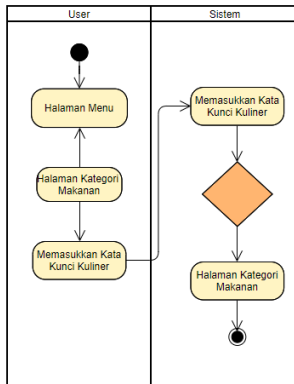 User
Sistem
Halaman Menu
Halaman Kategori
Makanan
Memasukkan Kata
Kunci Kuliner
Memasukkan Kata
Kunci Kuliner
Halaman Kategori
Makanan